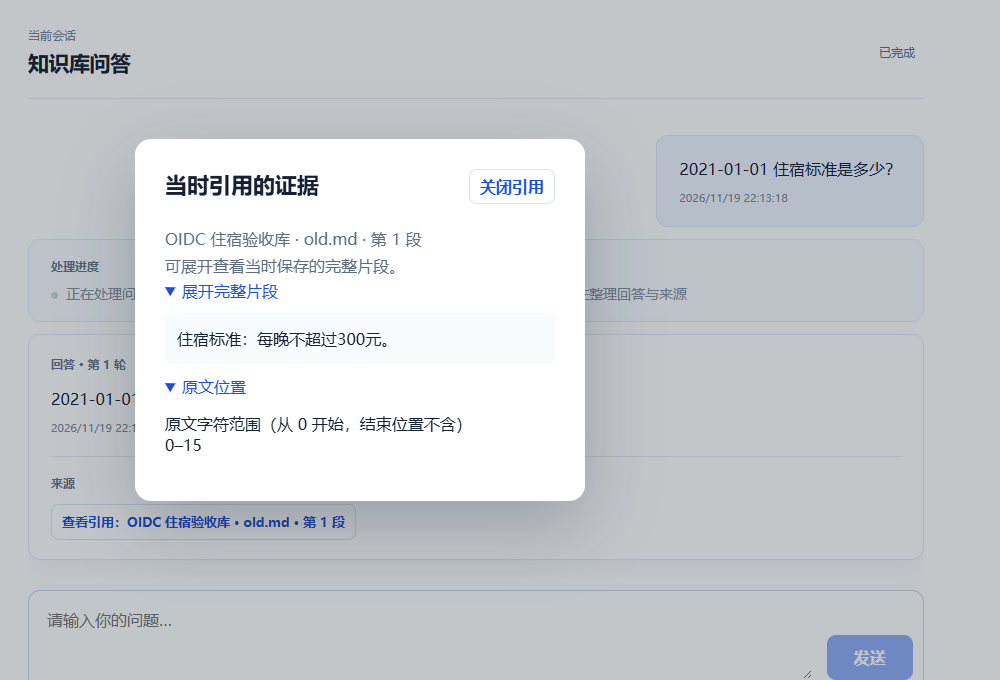 当前会话
知识库问答
已完成
2021-01-01 住宿标准是多少?
2026/11/19 22:13:18
处理进度
正在处理问
整理回答与来源
回答 • 第 1 轮
2021-01-01
2026/11/19 22:1
来源
查看引用：OIDC 住宿验收库 • old.md • 第 1 段
当时引用的证据
关闭引用
OIDC 住宿验收库 · old.md · 第 1 段
可展开查看当时保存的完整片段。
▼ 展开完整片段
住宿标准：每晚不超过300元。
▼ 原文位置
原文字符范围（从 0 开始，结束位置不含）
0–15
请输入你的问题...
发送